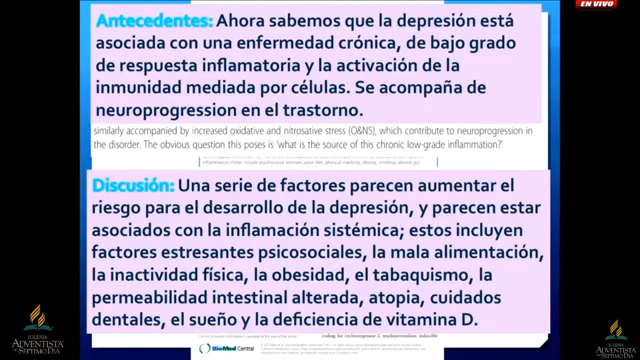 EN VIVO
Antecedentes: Ahora sabemos que la depresión está
asociada con una enfermedad crónica, de bajo grado
de respuesta inflamatoria y la activación de la
inmunidad mediada por células. Se acompaña de
neuroprogression en el trastorno.
similarly accompanied by increased oxidative and nitrosative stress (O&NS), which contribute to neuroprogression in
the disorder. The obvious question this poses is 'what is the source of this chronic low-grade inflammation?'
Discusión: Una serie de factores parecen aumentar el
riesgo para el desarrollo de la depresión, y parecen estar
asociados con la inflamación sistémica; estos incluyen
factores estresantes psicosociales, la mala alimentación,
la inactividad física, la obesidad, el tabaquismo, la
permeabilidad intestinal alterada, atopia, cuidados
dentales, el sueño y la deficiencia de vitamina D.
BioMed Central
IGLESIA
ADVENTISTA
DEL SÉPTIMO DÍA
IGLESIA
ADVENTISTA
DEL SÉPTIMO DÍA